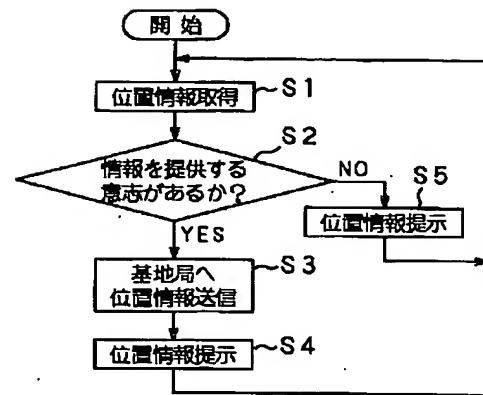 開始
位置情報取得
S1
S2
情報を提供する
意志があるか?
NO
S5
位置情報提示
YES
基地局へ
位置情報送信
S3
位置情報提示
S4